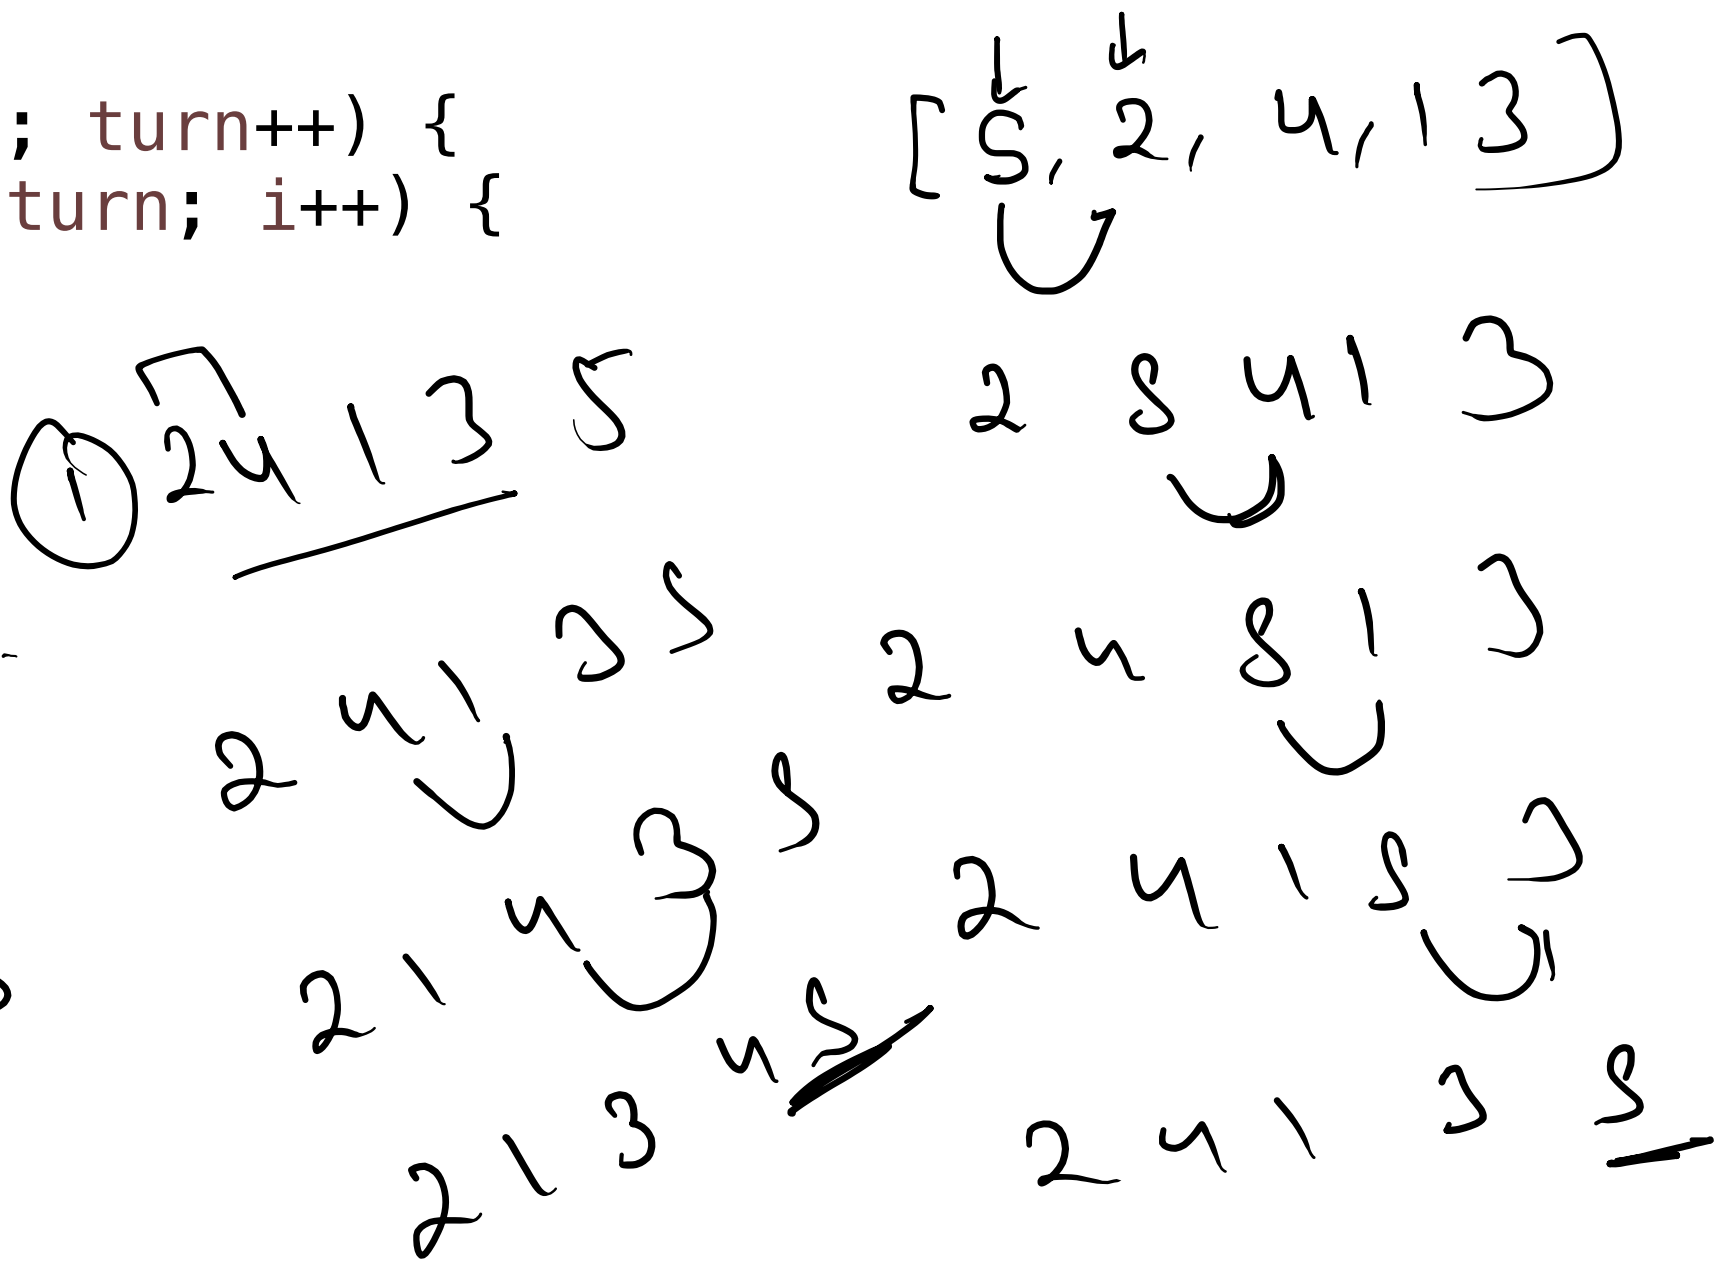 ; turn++) {
turn; i++) {
[5, 2, 4, 1 3]
2 5 4 1 3
2 4 5 1 3
2 4 1 5 3
2 4 1 3 5
1
2 4 1 3 5
2 4 1 3 5
2 1 4 3 5
2 1 3 4 5